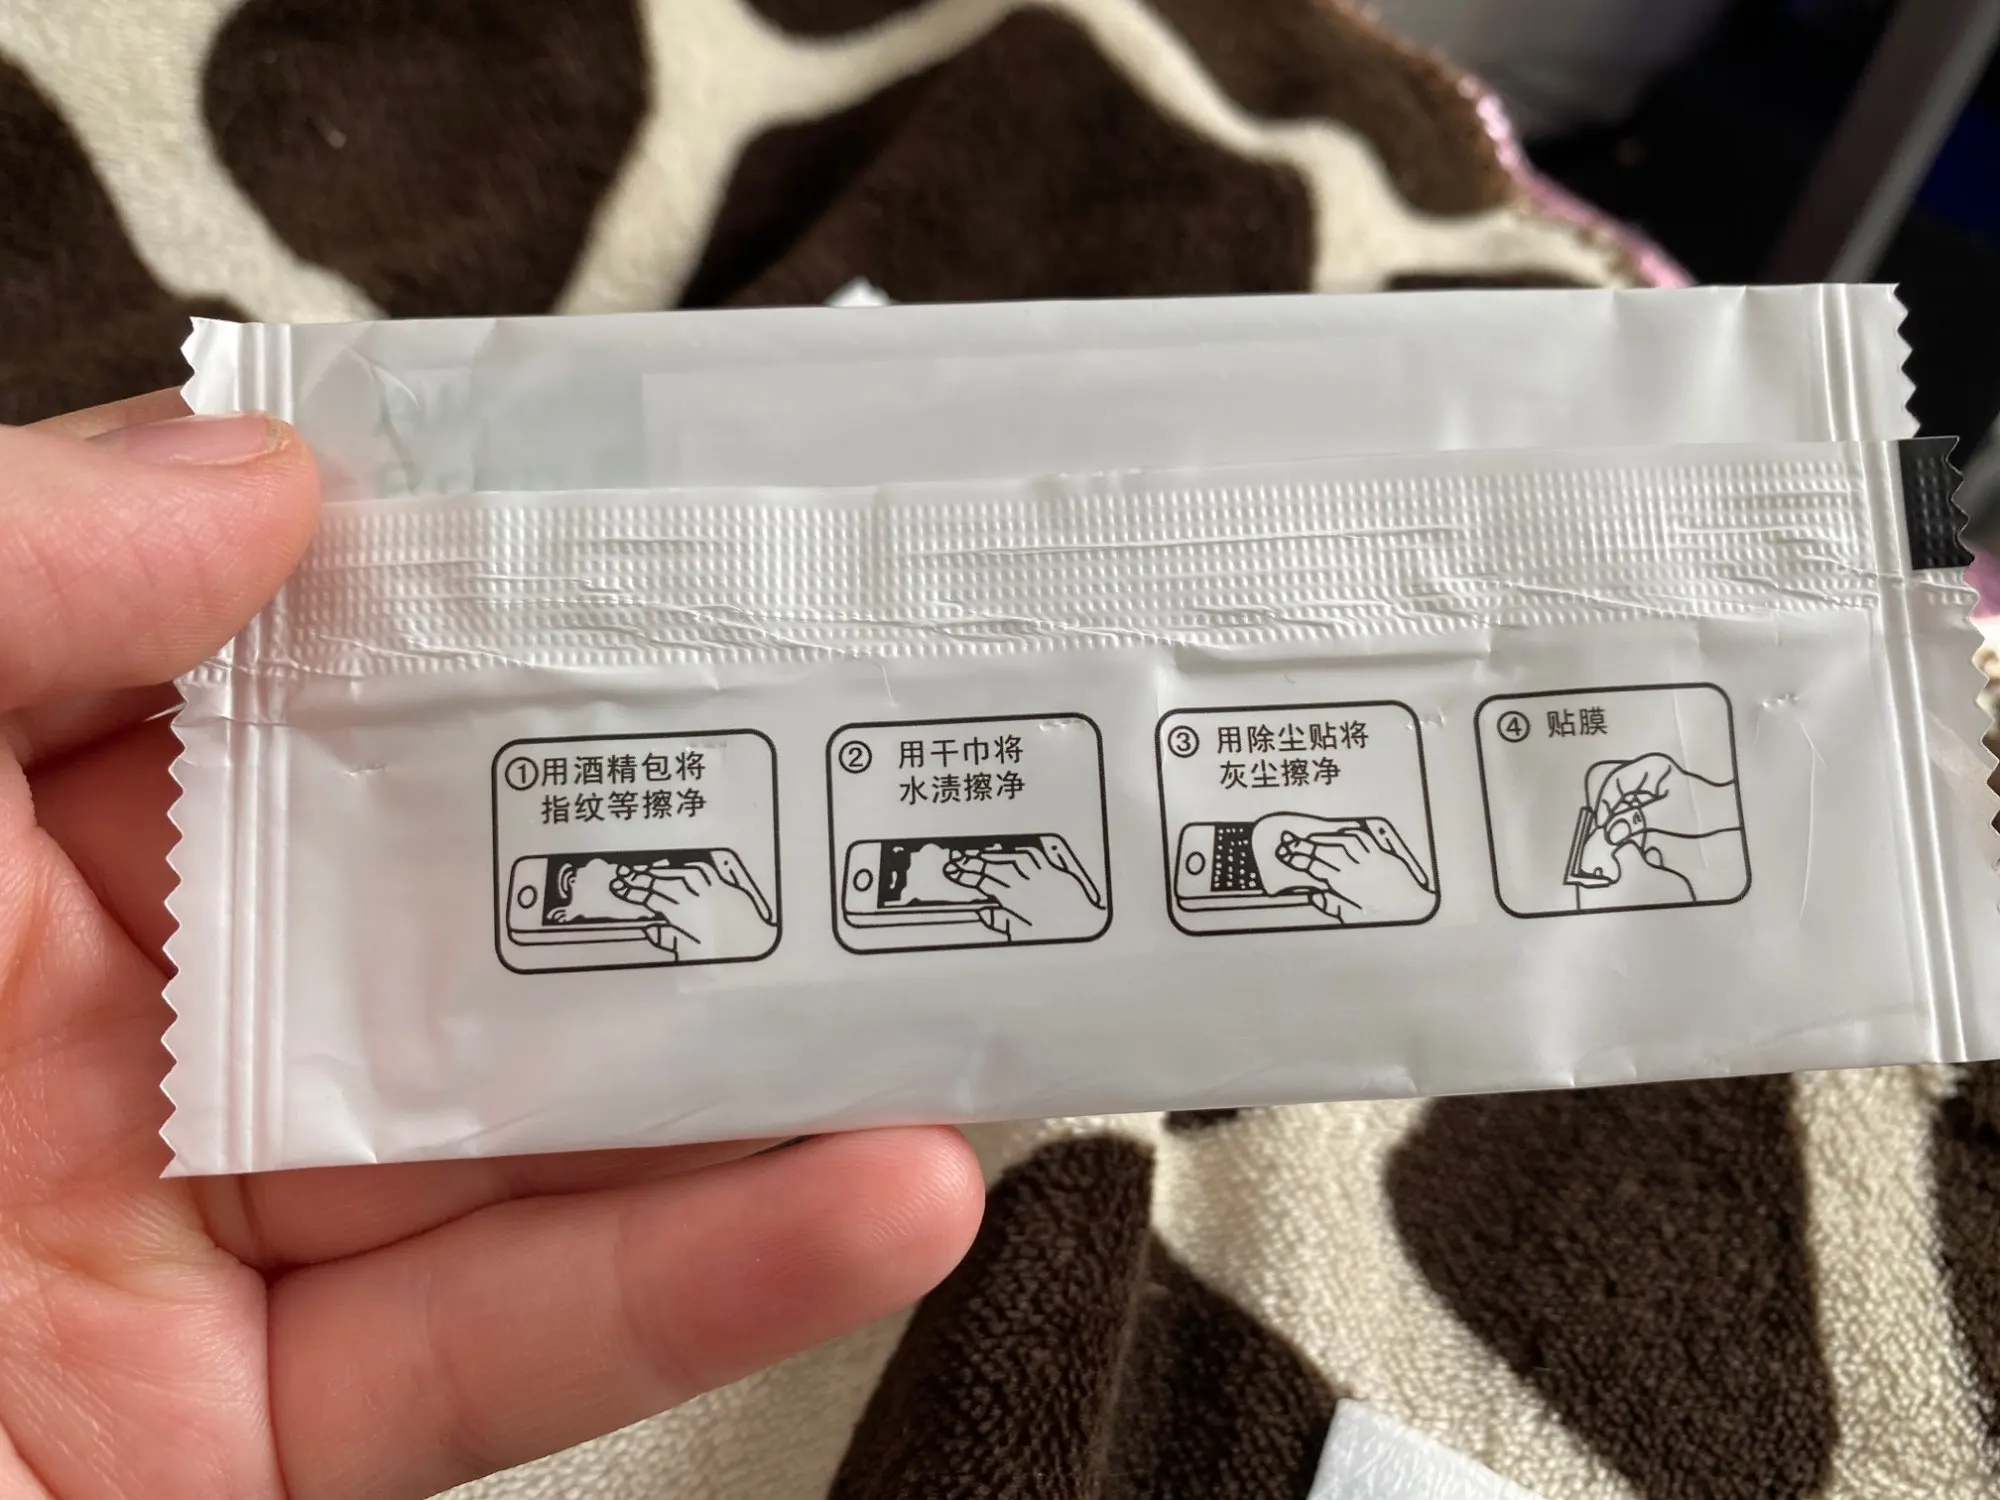 ①用酒精包将
指纹等擦净
② 用干巾将
水渍擦净
③ 用除尘贴将
灰尘擦净
④ 贴膜